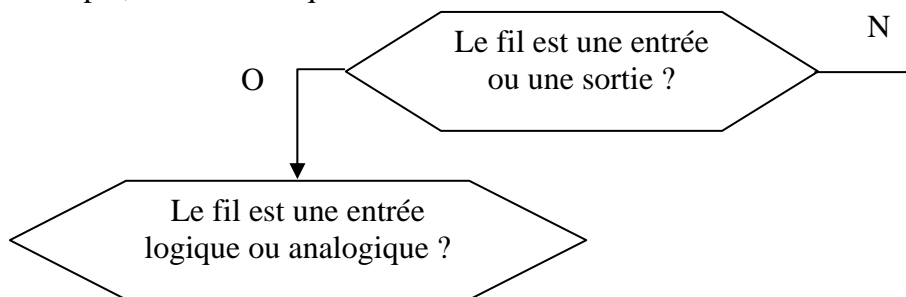 Le fil est une entrée
ou une sortie ?
N
O
Le fil est une entrée
logique ou analogique ?